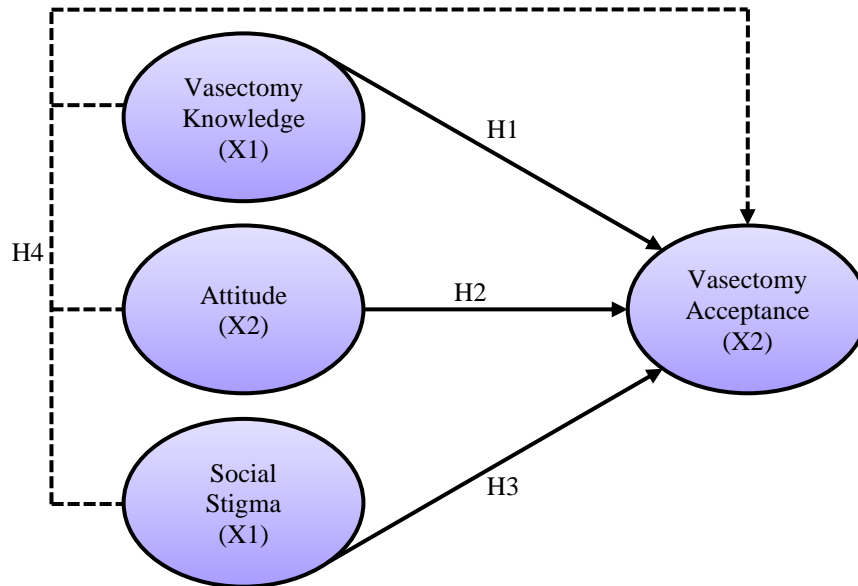 Vasectomy
Knowledge
(X1)
H1
H4
Attitude
(X2)
H2
Vasectomy
Acceptance
(X2)
Social
Stigma
(X1)
H3